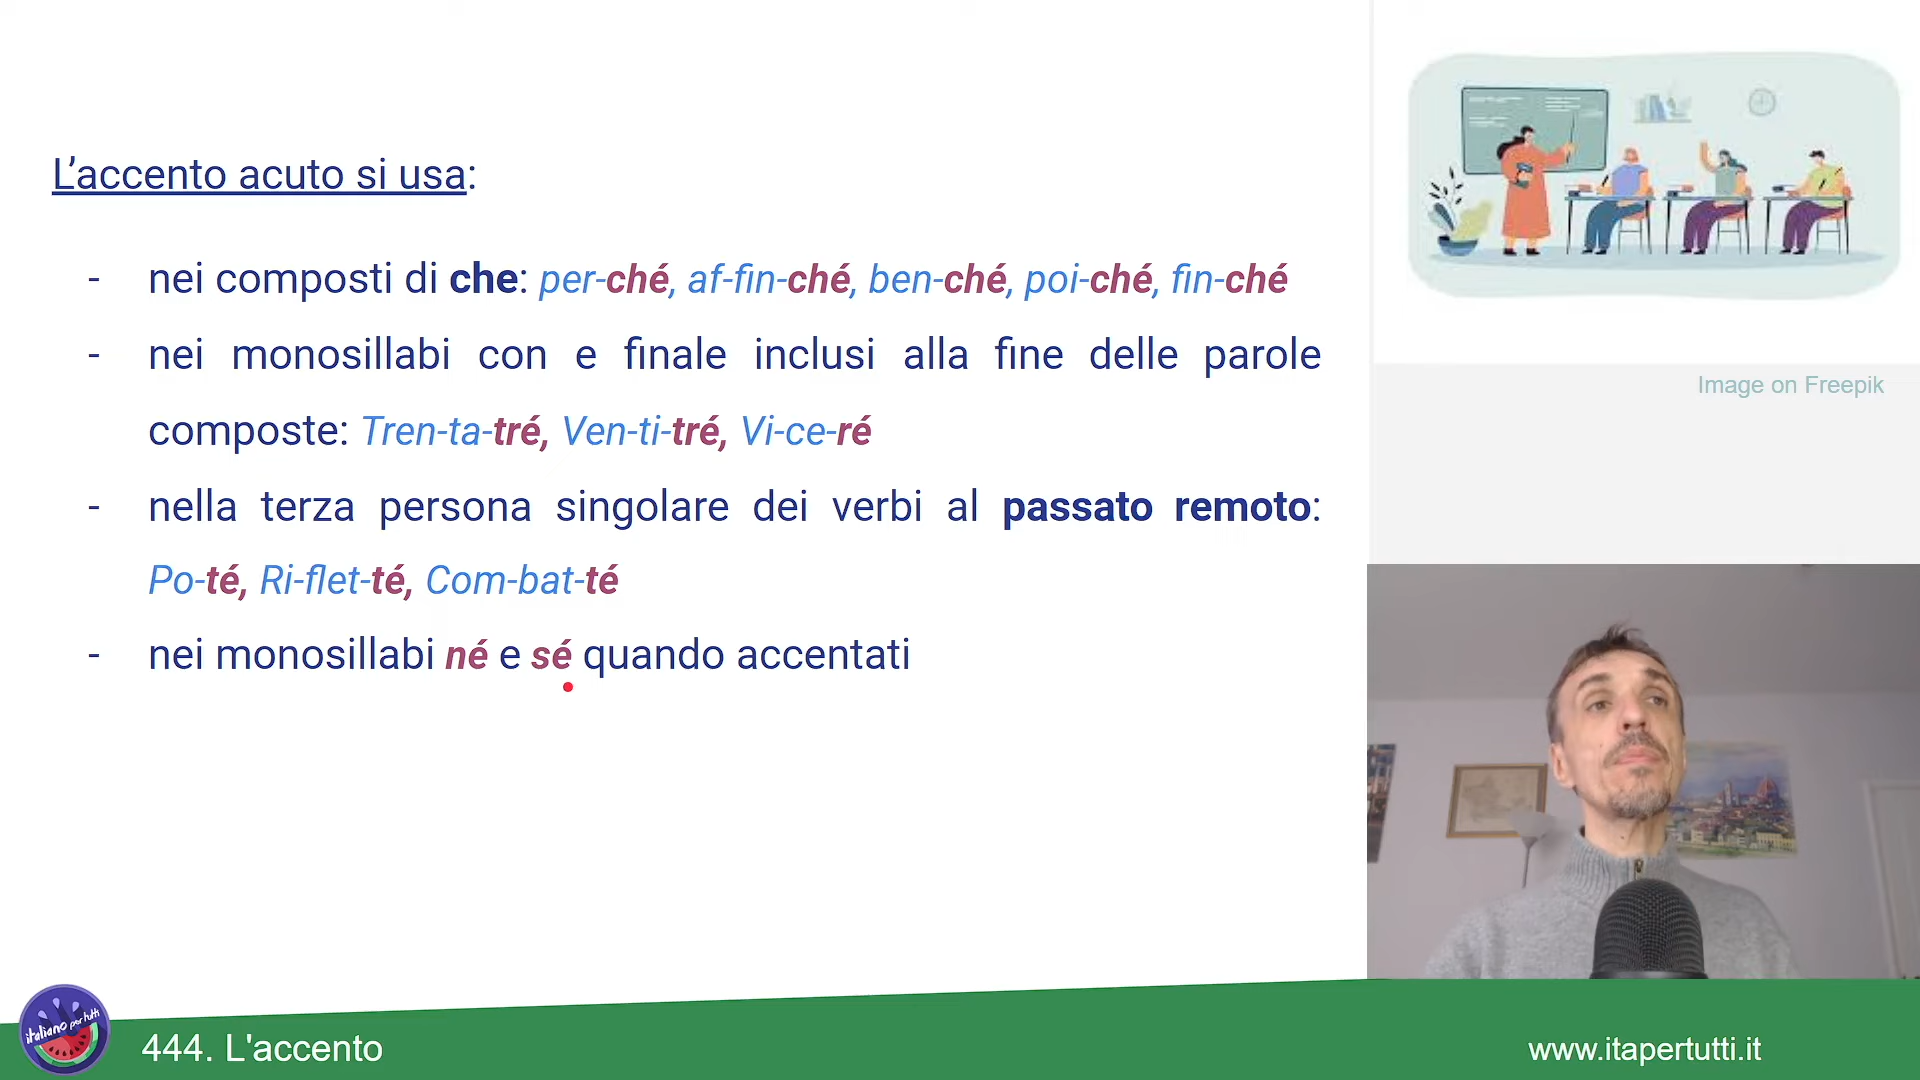 L’accento acuto si usa:
- nei composti di che: per-ché, af-fin-ché, ben-ché, poi-ché, fin-ché
- nei monosillabi con e finale inclusi alla fine delle parole
composte: Tren-ta-tré, Ven-ti-tré, Vi-ce-ré
- nella terza persona singolare dei verbi al passato remoto:
Po-té, Ri-flet-té, Com-bat-té
- nei monosillabi né e sé quando accentati
Image on Freepik
italiano per tutti
444. L'accento
www.itapertutti.it